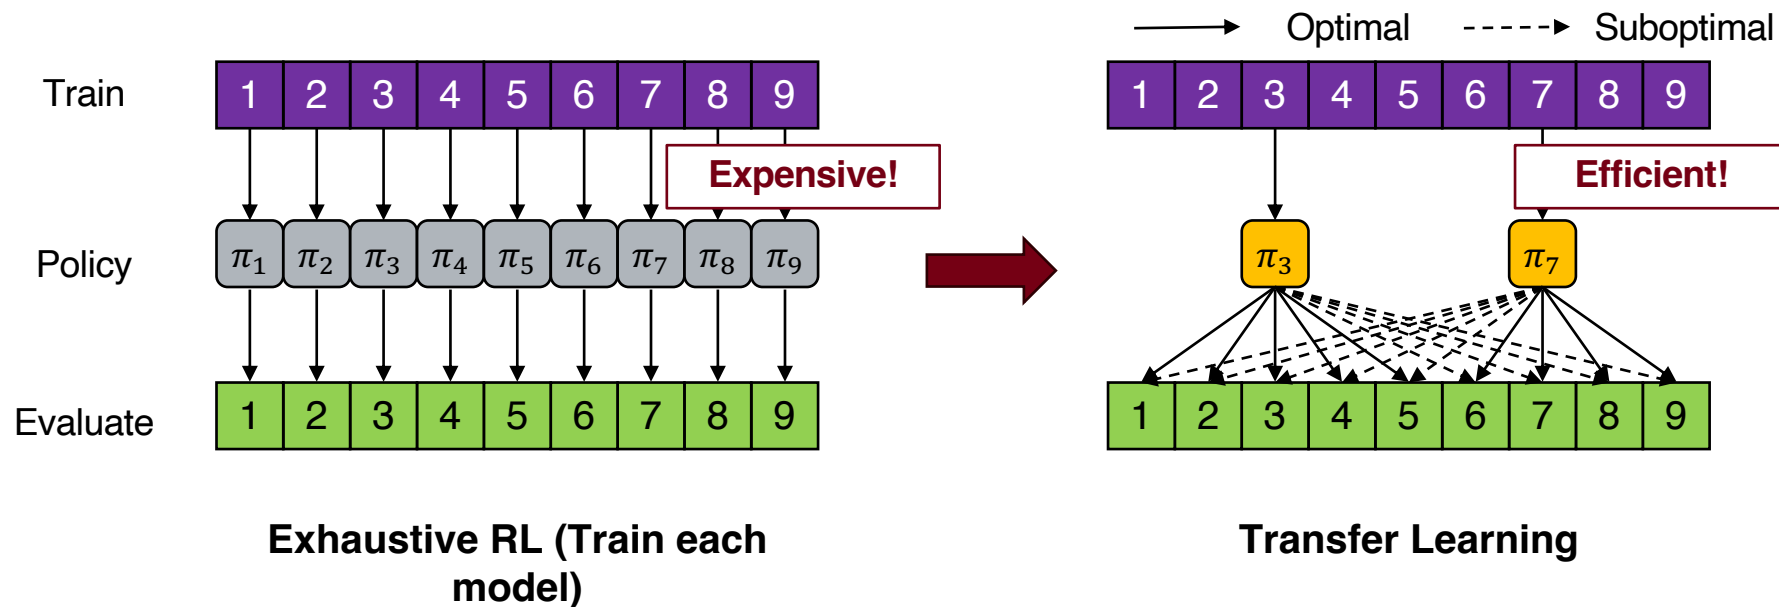 Optimal Suboptimal
Train 1 2 3 4 5 6 7 8 9 1 2 3 4 5 6 7 8 9
Expensive! Efficient!
Policy π1 π2 π3 π4 π5 π6 π7 π8 π9 π3 π7
Evaluate 1 2 3 4 5 6 7 8 9 1 2 3 4 5 6 7 8 9
Exhaustive RL (Train each
model)
Transfer Learning